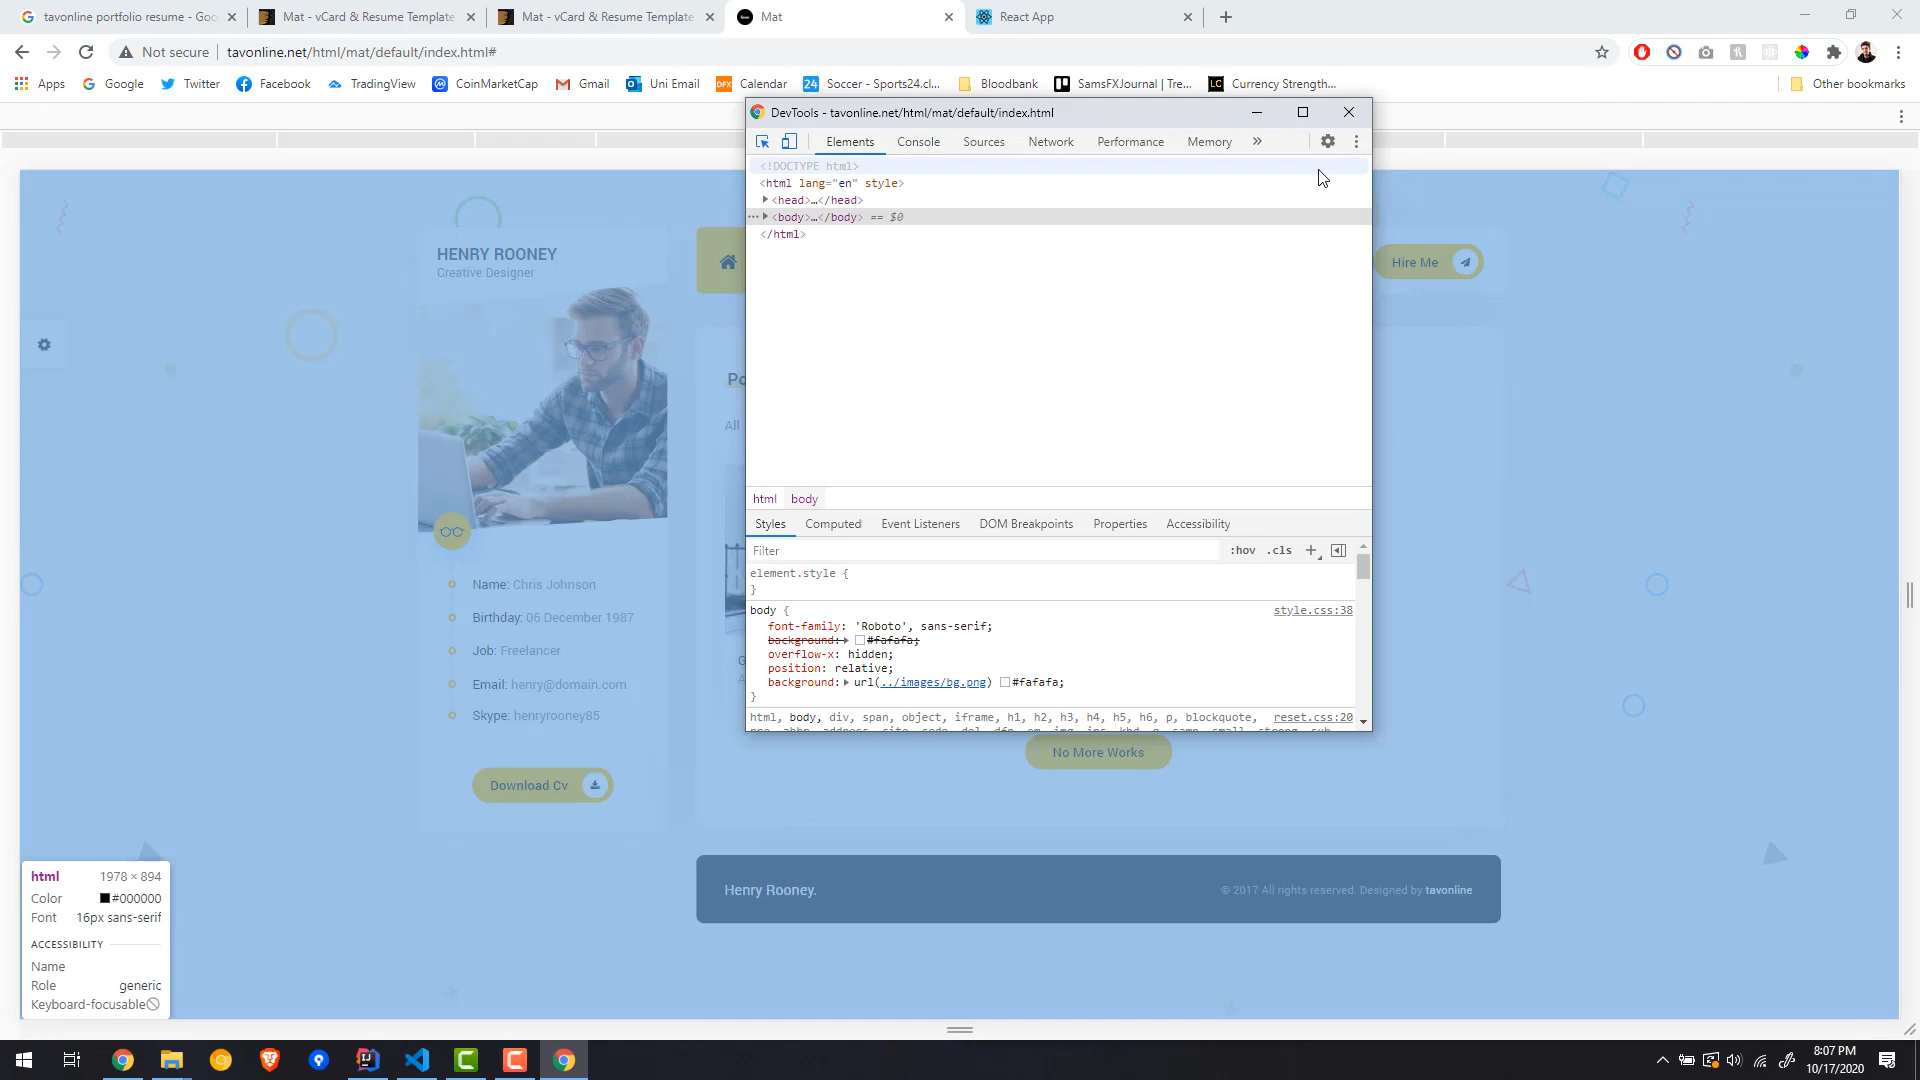 tavonline portfolio resume - Goo
Mat - vCard & Resume Template
Mat - vCard & Resume Template
Mat
React App
Not secure
tavonline.net/html/mat/default/index.html#
Apps
Google
Twitter
Facebook
TradingView
CoinMarketCap
Gmail
Uni Email
Calendar
Soccer - Sports24.cl...
Bloodbank
SamsFXJournal | Tre...
Currency Strength...
Other bookmarks
DevTools - tavonline.net/html/mat/default/index.html
Elements
Console
Sources
Network
Performance
Memory
<!DOCTYPE html>
<html lang="en" style>
<head>…</head>
<body>…</body> == $0
</html>
html
body
Styles
Computed
Event Listeners
DOM Breakpoints
Properties
Accessibility
Filter
:hov
.cls
element.style {
}
body {
style.css:38
font-family: 'Roboto', sans-serif;
background: #fafafa;
overflow-x: hidden;
position: relative;
background: url(../images/bg.png) #fafafa;
}
html, body, div, span, object, iframe, h1, h2, h3, h4, h5, h6, p, blockquote,
reset.css:20
HENRY ROONEY
Creative Designer
Name: Chris Johnson
Birthday: 06 December 1987
Job: Freelancer
Email: henry@domain.com
Skype: henryrooney85
Download Cv
Hire Me
Po
All
No More Works
Henry Rooney.
© 2017 All rights reserved. Designed by tavonline
html
1978 × 894
Color
#000000
Font
16px sans-serif
ACCESSIBILITY
Name
Role
generic
Keyboard-focusable
8:07 PM
10/17/2020